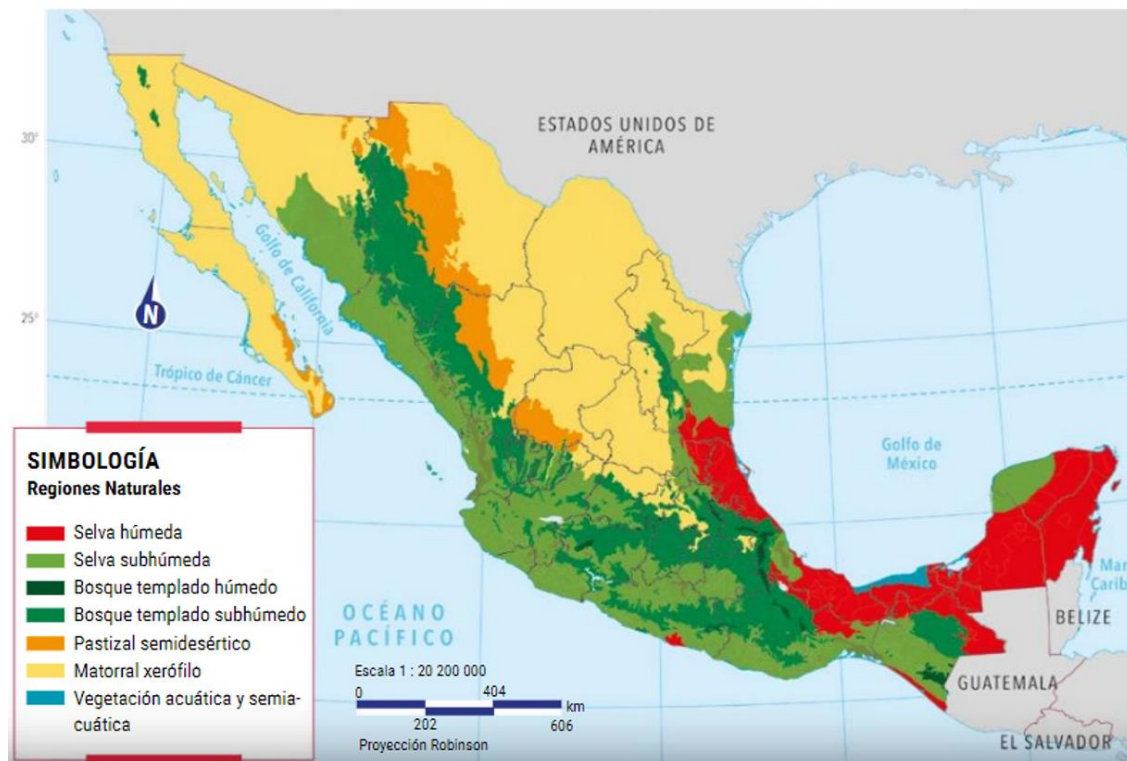 ESTADOS UNIDOS DE
AMÉRICA
30°
Golfo de California
25°
N
Trópico de Cáncer
Golfo de
México
SIMBOLOGÍA
Regiones Naturales
Selva húmeda
Selva subhúmeda
Bosque templado húmedo
Bosque templado subhúmedo
Pastizal semidesértico
Matorral xerófilo
Vegetación acuática y semia-
cuática
OCÉANO
PACÍFICO
Mar
Carib
BELIZE
GUATEMALA
EL SALVADOR
Escala 1 : 20 200 000
0 404 km
202 606
Proyección Robinson